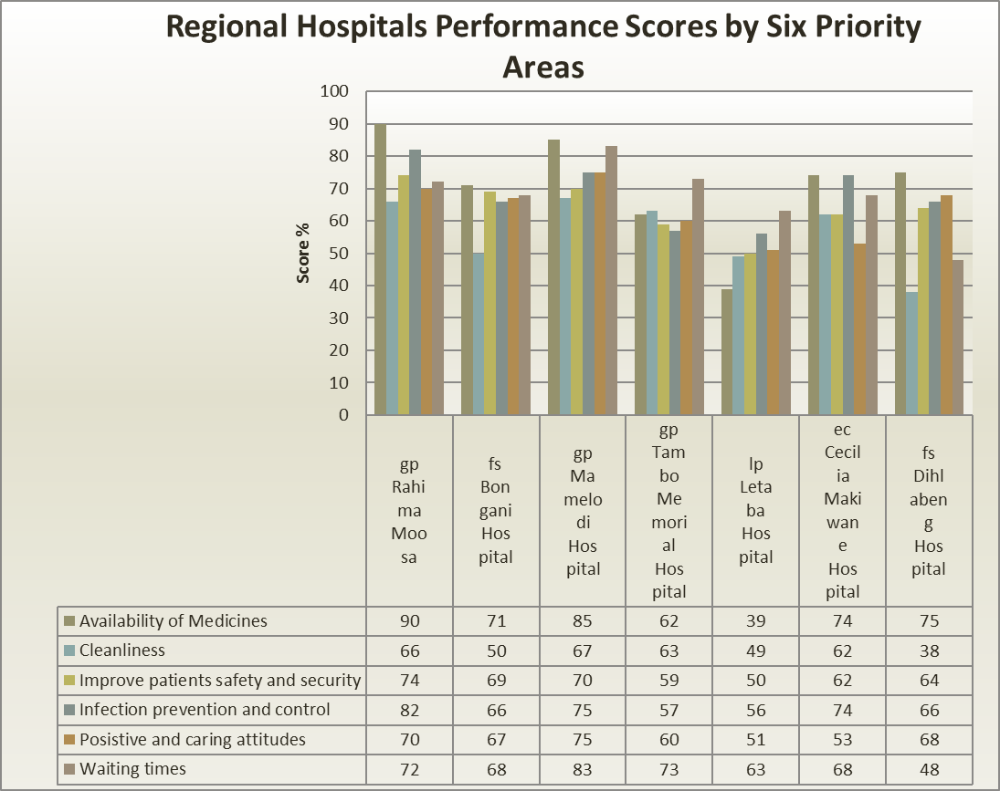 Regional Hospitals Performance Scores by Six Priority
Areas
100
90
80
70
60
50
40
30
20
10
0
Score %
gp
Rahi
ma
Moo
sa
fs
Bon
gani
Hos
pital
gp
Ma
melo
di
Hos
pital
gp
Tam
bo
Me
mori
al
Hos
pital
lp
Leta
ba
Hos
pital
ec
Cecil
ia
Maki
wan
e
Hos
pital
fs
Dihl
aben
g
Hos
pital
Availability of Medicines 90 71 85 62 39 74 75
Cleanliness 66 50 67 63 49 62 38
Improve patients safety and security 74 69 70 59 50 62 64
Infection prevention and control 82 66 75 57 56 74 66
Posistive and caring attitudes 70 67 75 60 51 53 68
Waiting times 72 68 83 73 63 68 48